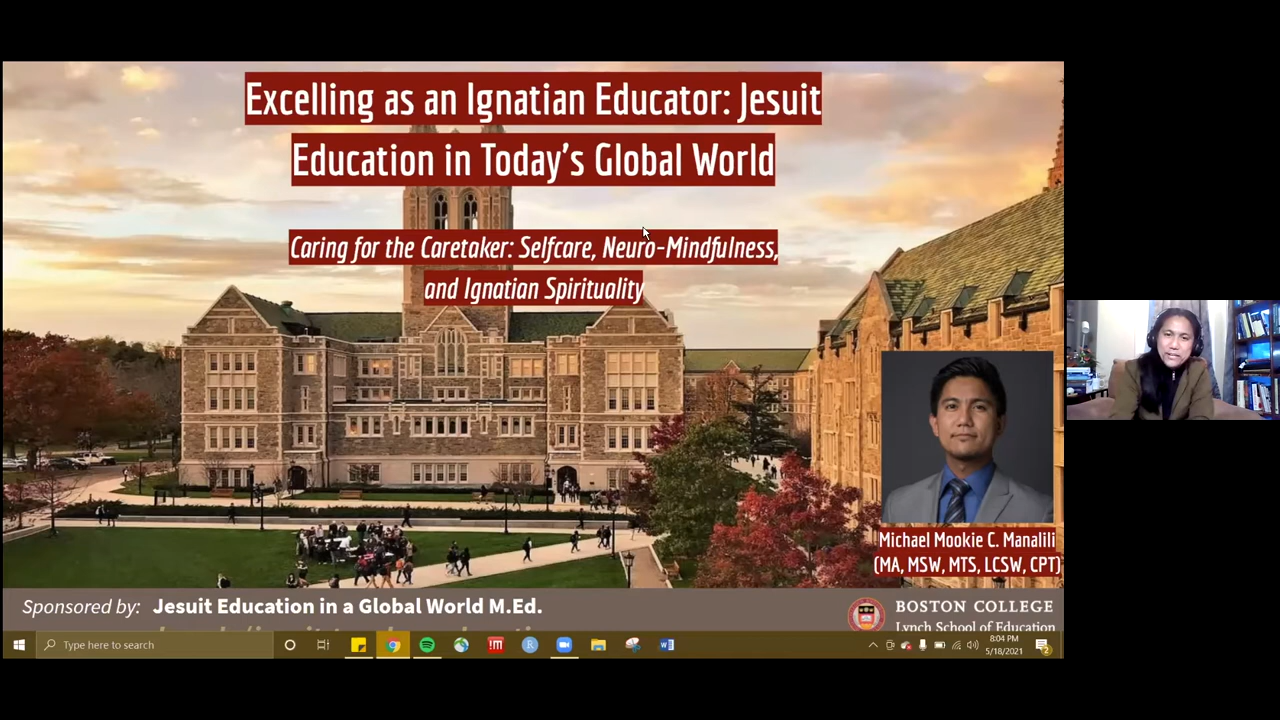 Excelling as an Ignatian Educator: Jesuit
Education in Today's Global World
Caring for the Caretaker: Selfcare, Neuro-Mindfulness,
and Ignatian Spirituality
Michael Mookie C. Manalili
(MA, MSW, MTS, LCSW, CPT)
Sponsored by: Jesuit Education in a Global World M.Ed.
BOSTON COLLEGE
Lynch School of Education
Type here to search
8:04 PM
5/18/2021